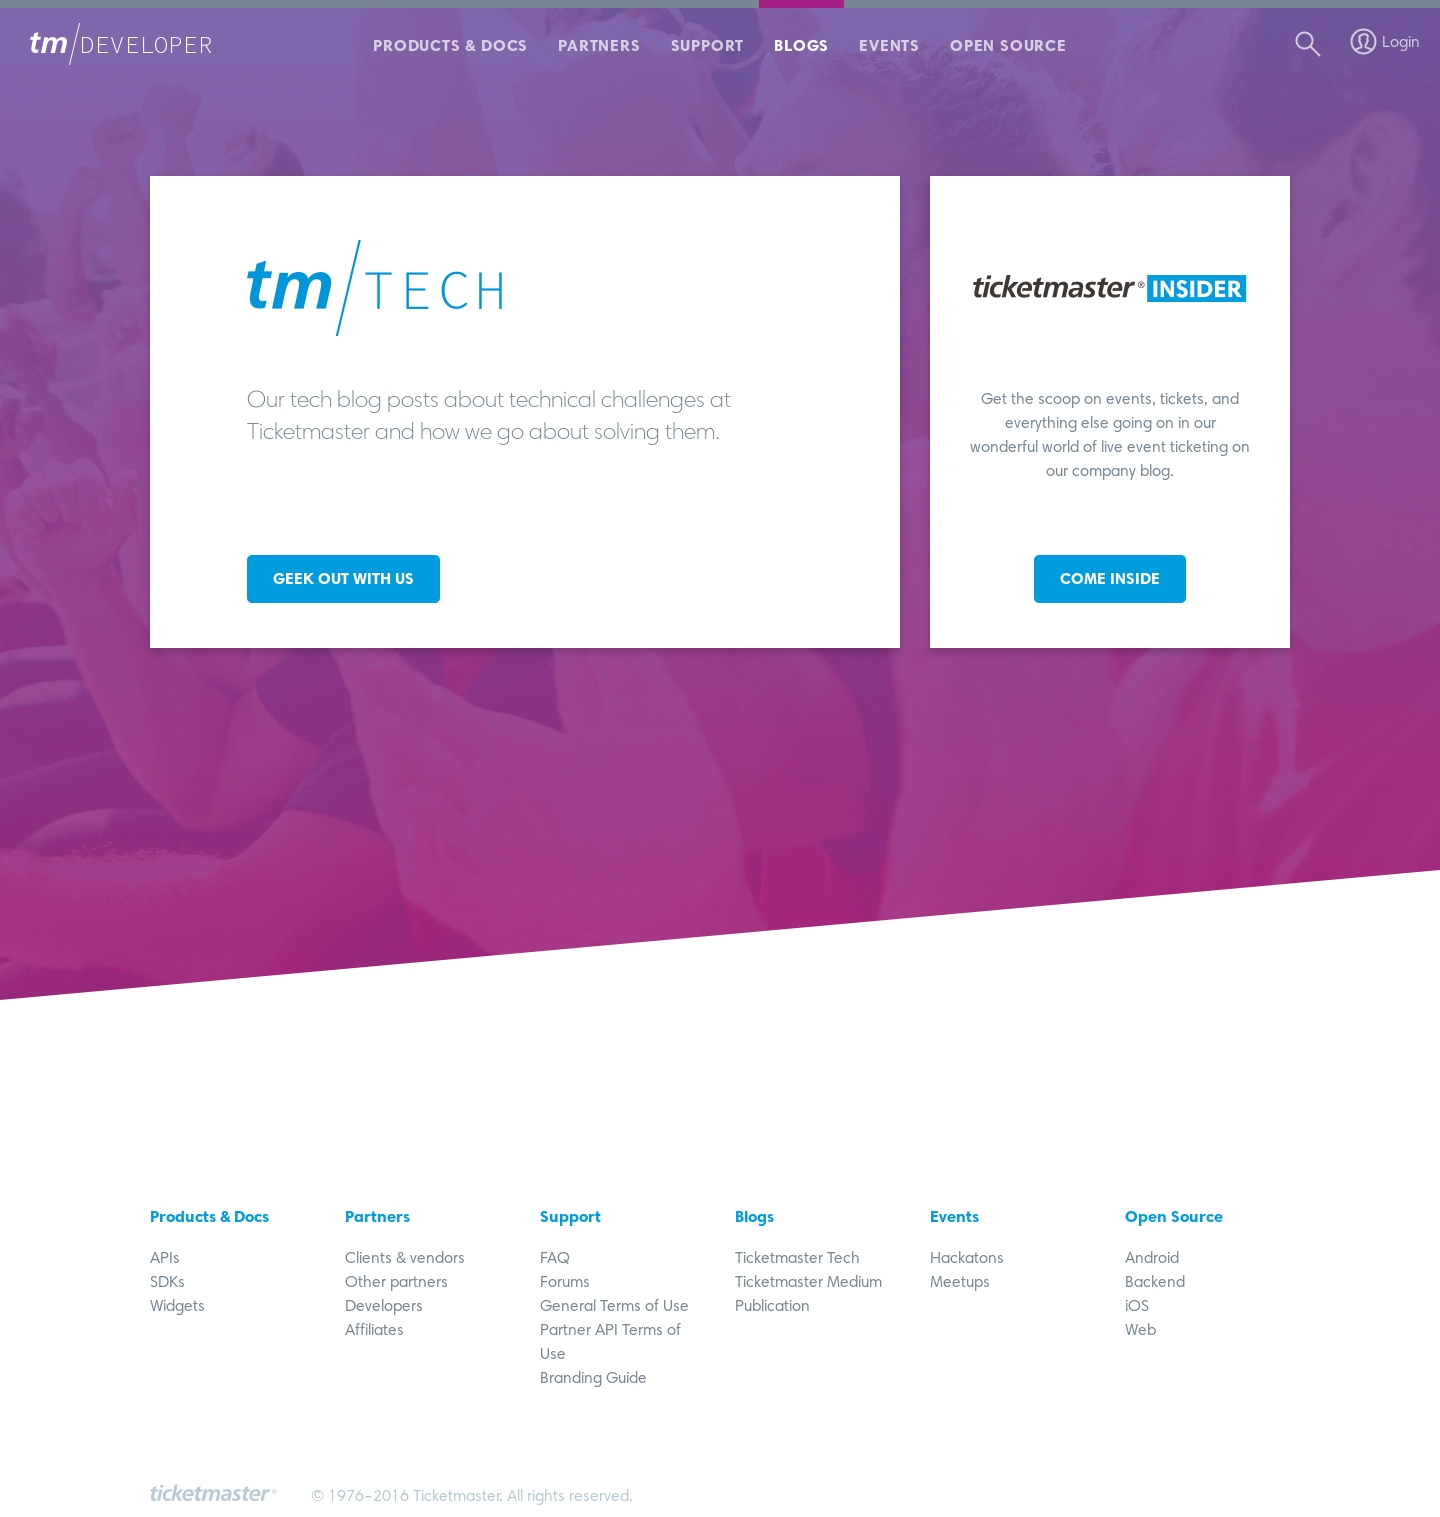 tm/DEVELOPER
PRODUCTS & DOCS PARTNERS SUPPORT BLOGS EVENTS OPEN SOURCE
Login
tm/TECH
Our tech blog posts about technical challenges at
Ticketmaster and how we go about solving them.
GEEK OUT WITH US
ticketmaster® INSIDER
Get the scoop on events, tickets, and
everything else going on in our
wonderful world of live event ticketing on
our company blog.
COME INSIDE
Products & Docs
APIs
SDKs
Widgets
Partners
Clients & vendors
Other partners
Developers
Affiliates
Support
FAQ
Forums
General Terms of Use
Partner API Terms of
Use
Branding Guide
Blogs
Ticketmaster Tech
Ticketmaster Medium
Publication
Events
Hackatons
Meetups
Open Source
Android
Backend
iOS
Web
ticketmaster®
© 1976–2016 Ticketmaster. All rights reserved.